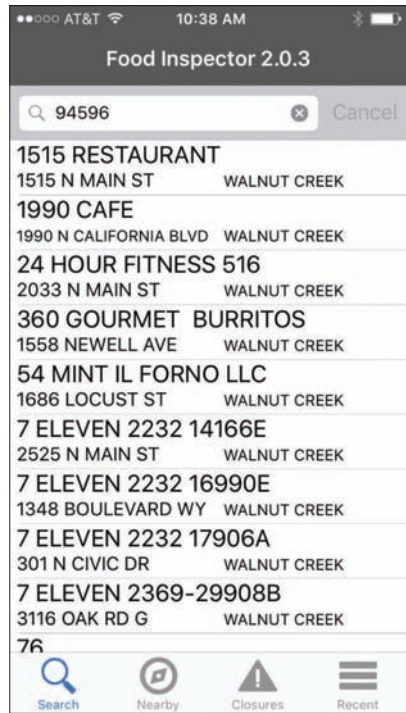 AT&T 10:38 AM
Food Inspector 2.0.3
94596 Cancel
1515 RESTAURANT
1515 N MAIN ST WALNUT CREEK
1990 CAFE
1990 N CALIFORNIA BLVD WALNUT CREEK
24 HOUR FITNESS 516
2033 N MAIN ST WALNUT CREEK
360 GOURMET  BURRITOS
1558 NEWELL AVE WALNUT CREEK
54 MINT IL FORNO LLC
1686 LOCUST ST WALNUT CREEK
7 ELEVEN 2232 14166E
2525 N MAIN ST WALNUT CREEK
7 ELEVEN 2232 16990E
1348 BOULEVARD WY WALNUT CREEK
7 ELEVEN 2232 17906A
301 N CIVIC DR WALNUT CREEK
7 ELEVEN 2369-29908B
3116 OAK RD G WALNUT CREEK
76
Search Nearby Closures Recent